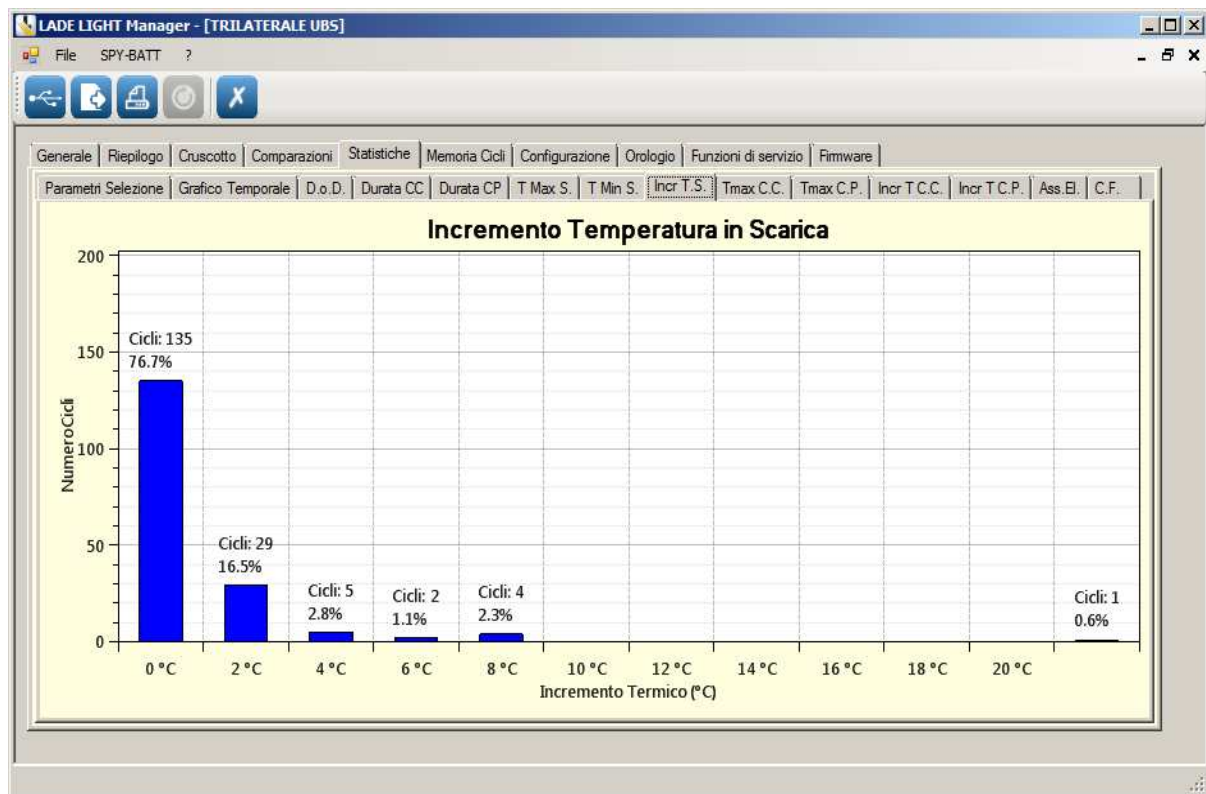 LADE LIGHT Manager - [TRILATERALE UBS]
File SPY-BATT ?
Generale Riepilogo Cruscotto Comparazioni Statistiche Memoria Cicli Configurazione Orologio Funzioni di servizio Firmware
Parametri Selezione Grafico Temporale D.o.D. Durata CC Durata CP T Max S. T Min S. Incr T.S. Tmax C.C. Tmax C.P. Incr T C.C. Incr T C.P. Ass.El. C.F.
Incremento Temperatura in Scarica
200
150
100
50
0
NumeroCicli
Cicli: 135
76.7%
Cicli: 29
16.5%
Cicli: 5
2.8%
Cicli: 2
1.1%
Cicli: 4
2.3%
Cicli: 1
0.6%
0 °C 2 °C 4 °C 6 °C 8 °C 10 °C 12 °C 14 °C 16 °C 18 °C 20 °C
Incremento Termico (°C)